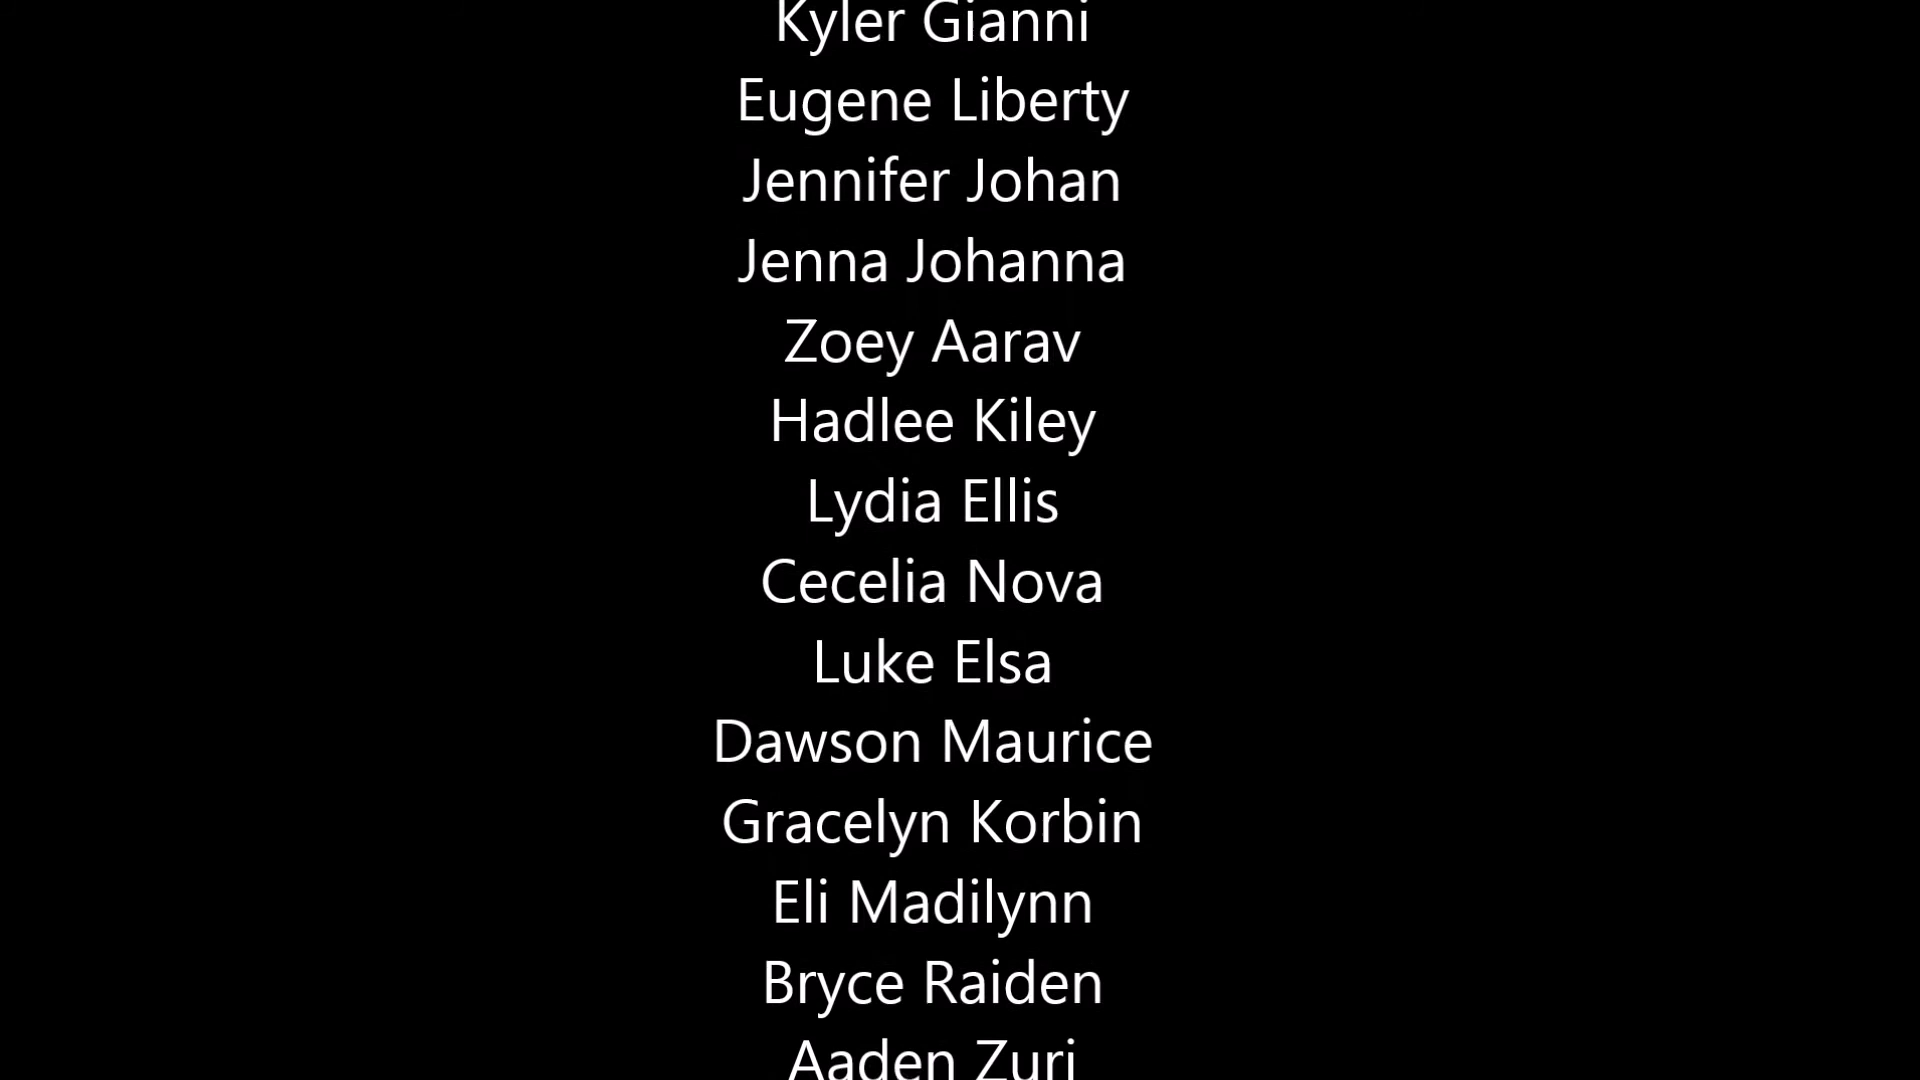 Kyler Gianni
Eugene Liberty
Jennifer Johan
Jenna Johanna
Zoey Aarav
Hadlee Kiley
Lydia Ellis
Cecelia Nova
Luke Elsa
Dawson Maurice
Gracelyn Korbin
Eli Madilynn
Bryce Raiden
Aaden Zuri